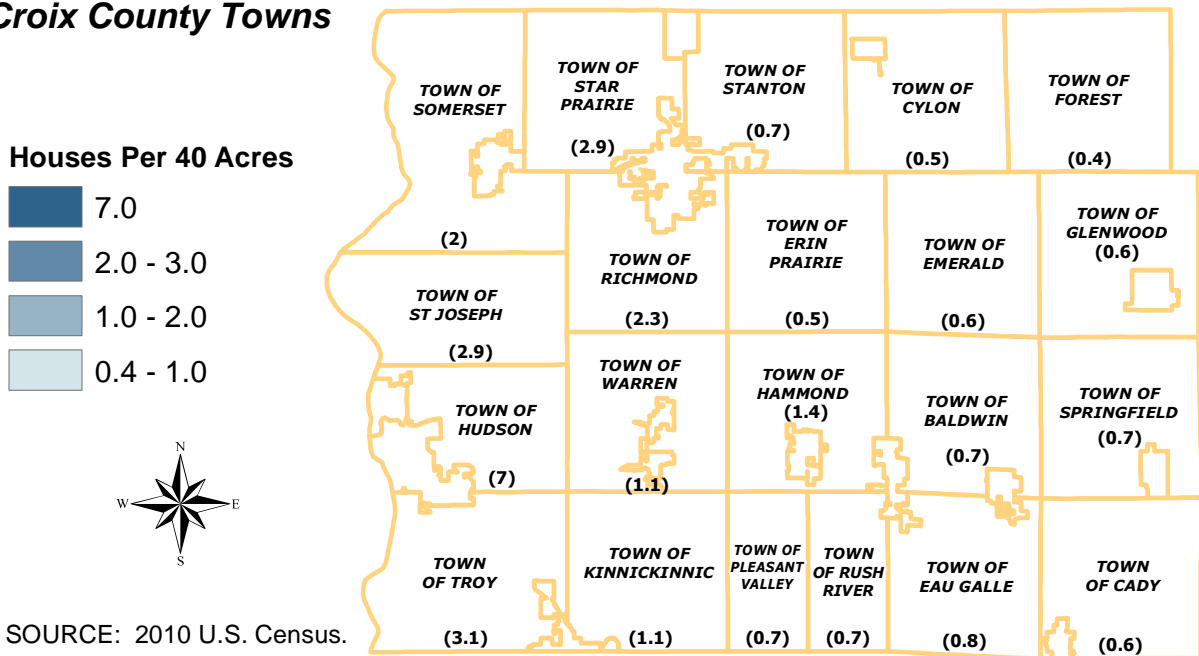 Croix County Towns
Houses Per 40 Acres
7.0
2.0 - 3.0
1.0 - 2.0
0.4 - 1.0
N
W
E
S
SOURCE: 2010 U.S. Census.
TOWN OF
SOMERSET
(2)
TOWN OF
STAR
PRAIRIE
(2.9)
TOWN OF
STANTON
(0.7)
TOWN OF
CYLON
(0.5)
TOWN OF
FOREST
(0.4)
TOWN OF
ST JOSEPH
(2.9)
TOWN OF
RICHMOND
(2.3)
TOWN OF
ERIN
PRAIRIE
(0.5)
TOWN OF
EMERALD
(0.6)
TOWN OF
GLENWOOD
(0.6)
TOWN OF
HUDSON
(7)
TOWN OF
WARREN
(1.1)
TOWN OF
HAMMOND
(1.4)
TOWN OF
BALDWIN
(0.7)
TOWN OF
SPRINGFIELD
(0.7)
TOWN
OF TROY
(3.1)
TOWN OF
KINNICKINNIC
(1.1)
TOWN OF
PLEASANT
VALLEY
(0.7)
TOWN
OF RUSH
RIVER
(0.7)
TOWN OF
EAU GALLE
(0.8)
TOWN
OF CADY
(0.6)